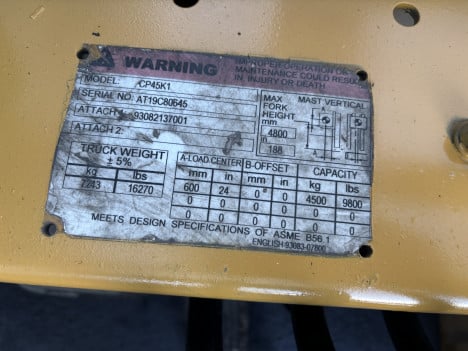 WARNING
IMPROPER OPERATION OR
MAINTENANCE COULD RESULT
IN INJURY OR DEATH
MODEL: CP45K1
SERIAL NO: AT19C80645
ATTACH 1: 93082137001
ATTACH 2:
MAX FORK HEIGHT
mm
4800
in
188
MAST VERTICAL
TRUCK WEIGHT
± 5%
kg lbs
7243 16270
A-LOAD CENTER B-OFFSET CAPACITY
mm in mm in kg lbs
600 24 0 0 4500 9800
0 0 0 0 0 0
0 0 0 0 0 0
MEETS DESIGN SPECIFICATIONS OF ASME B56.1
ENGLISH-93083-02800